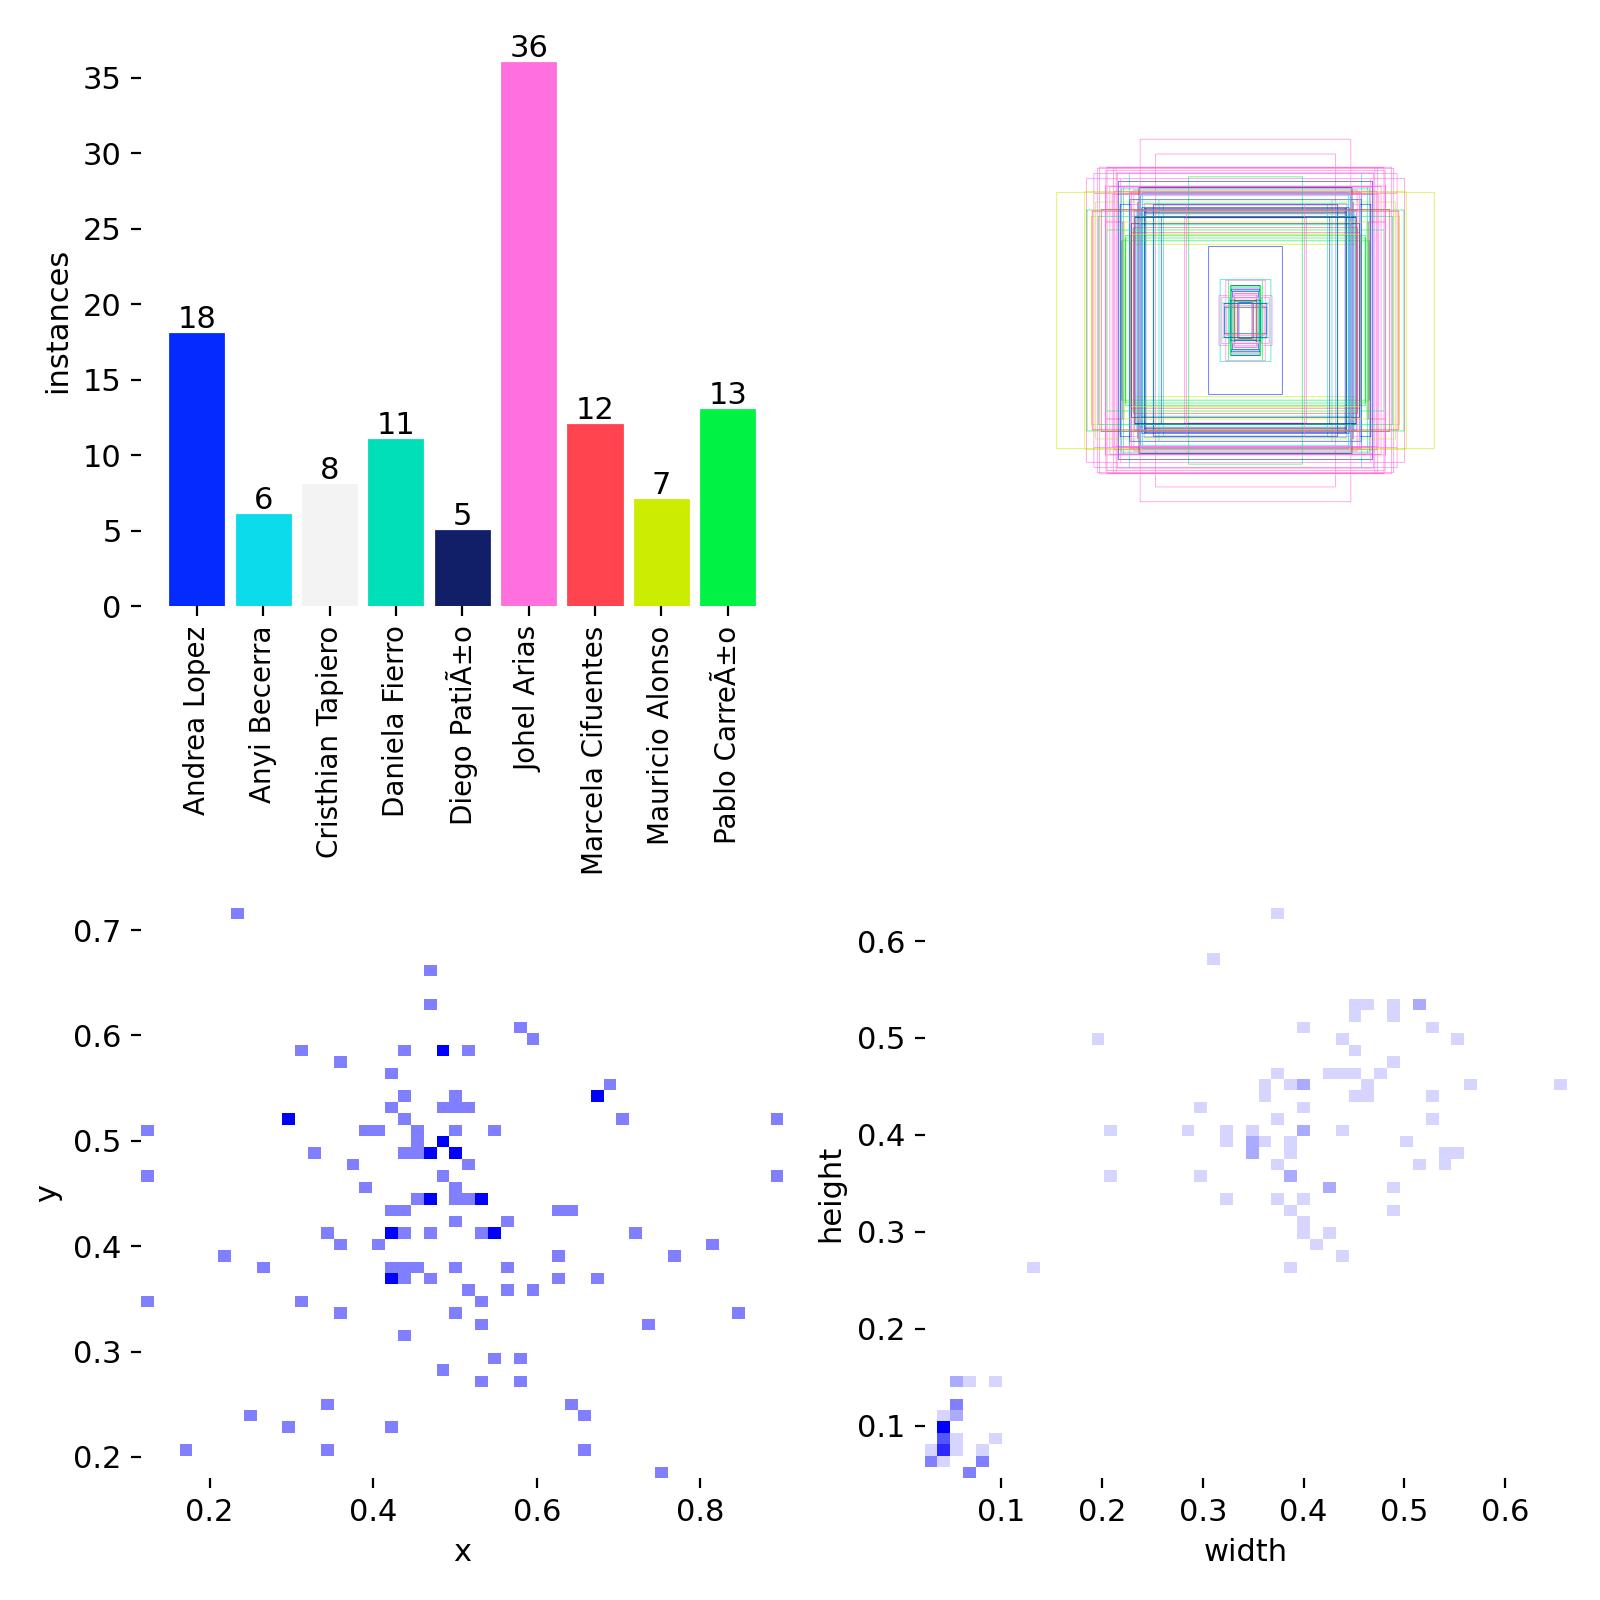 36
35
30
25
20
15
10
5
0
instances
18
6
8
11
5
12
7
13
Andrea Lopez
Anyi Becerra
Cristhian Tapiero
Daniela Fierro
Diego PatiÃ±o
Johel Arias
Marcela Cifuentes
Mauricio Alonso
Pablo CarreÃ±o
0.7
0.6
0.5
0.4
0.3
0.2
y
0.2 0.4 0.6 0.8
x
0.6
0.5
0.4
0.3
0.2
0.1
height
0.1 0.2 0.3 0.4 0.5 0.6
width